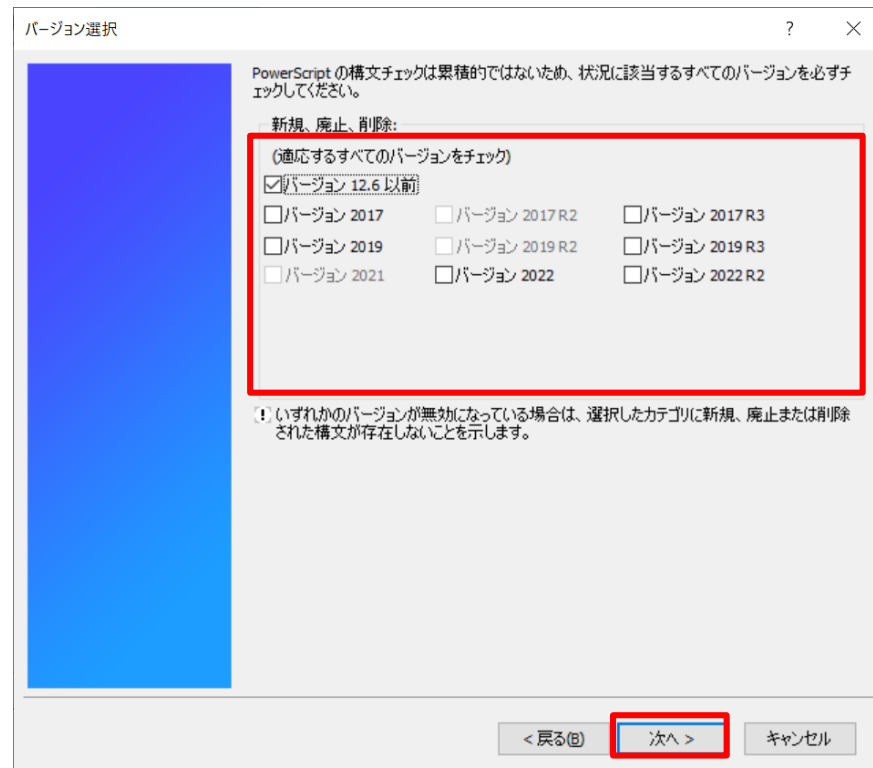 バージョン選択 ?
PowerScript の構文チェックは累積的ではないため、状況に該当するすべてのバージョンを必ずチ
ェックしてください。
新規、廃止、削除:
(適応するすべてのバージョンをチェック)
バージョン 12.6 以前
バージョン 2017 バージョン 2017 R2 バージョン 2017 R3
バージョン 2019 バージョン 2019 R2 バージョン 2019 R3
バージョン 2021 バージョン 2022 バージョン 2022 R2
! いずれかのバージョンが無効になっている場合は、選択したカテゴリに新規、廃止または削除
された構文が存在しないことを示します。
< 戻る(B) 次へ > キャンセル